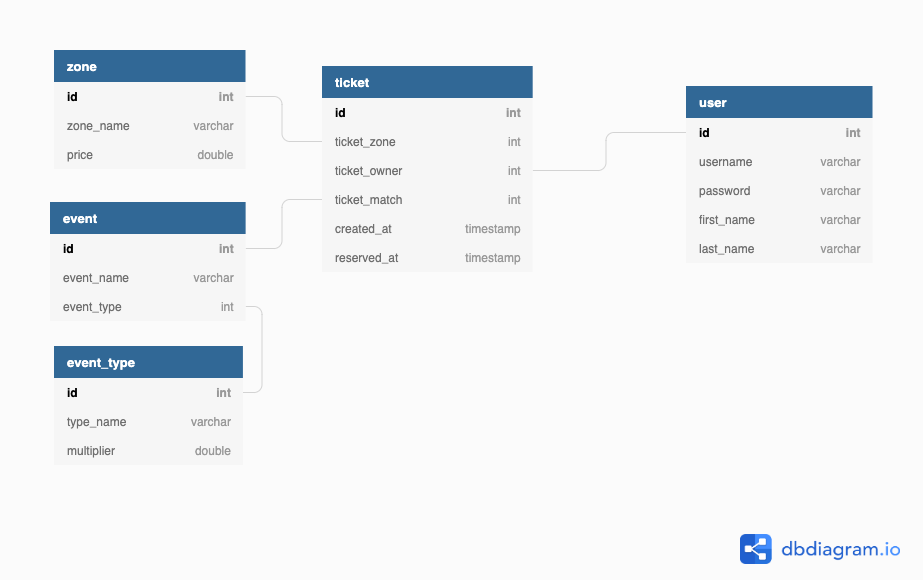 zone
id int
zone_name varchar
price double
event
id int
event_name varchar
event_type int
event_type
id int
type_name varchar
multiplier double
ticket
id int
ticket_zone int
ticket_owner int
ticket_match int
created_at timestamp
reserved_at timestamp
user
id int
username varchar
password varchar
first_name varchar
last_name varchar
dbdiagram.io